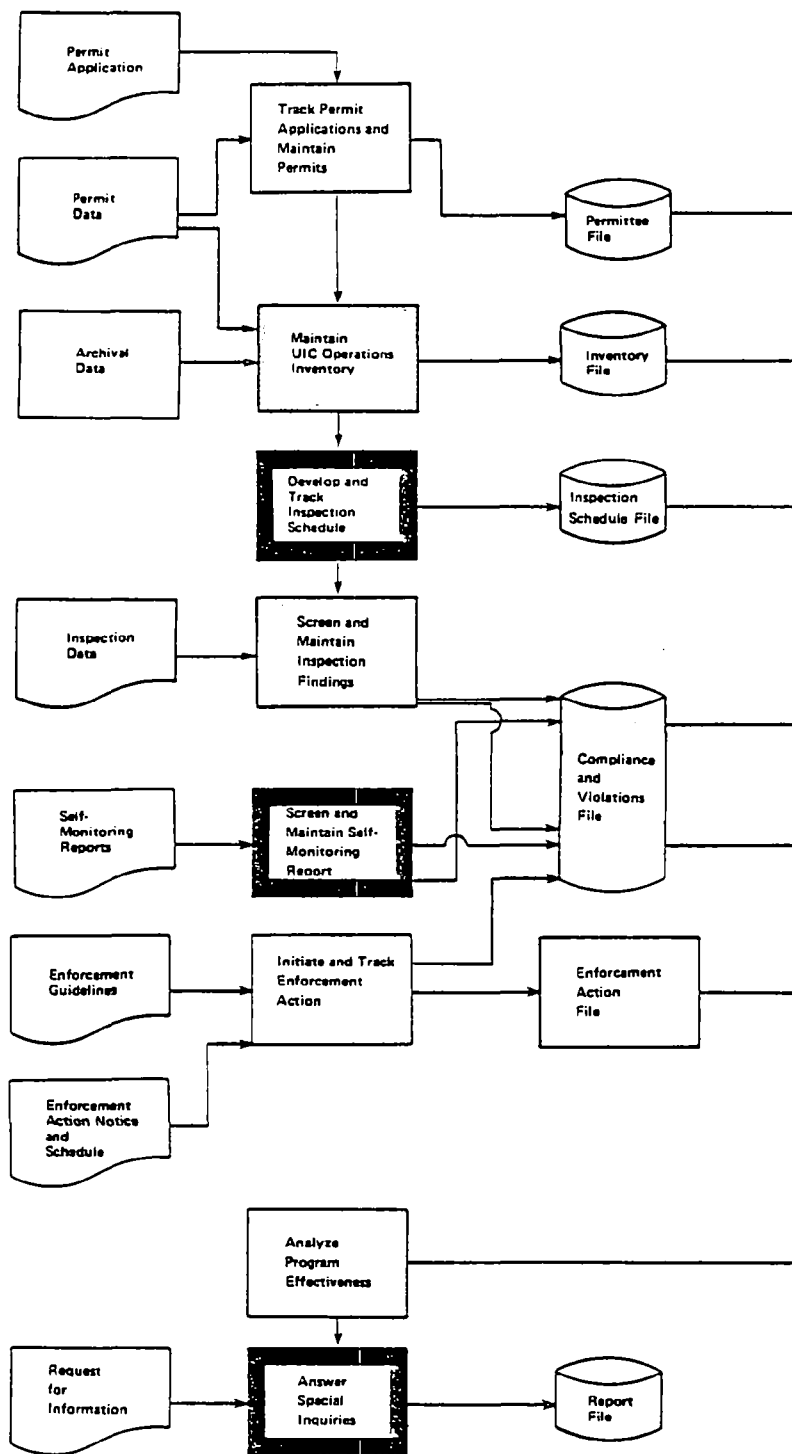 Permit
Application
Track Permit
Applications and
Maintain
Permits
Permit
Data
Permittee
File
Archival
Data
Maintain
UIC Operations
Inventory
Inventory
File
Develop and
Track
Inspection
Schedule
Inspection
Schedule File
Inspection
Data
Screen and
Maintain
Inspection
Findings
Compliance
and
Violations
File
Self-
Monitoring
Reports
Screen and
Maintain Self-
Monitoring
Report
Enforcement
Guidelines
Initiate and Track
Enforcement
Action
Enforcement
Action
File
Enforcement
Action Notice
and
Schedule
Analyze
Program
Effectiveness
Request
for
Information
Answer
Special
Inquiries
Report
File